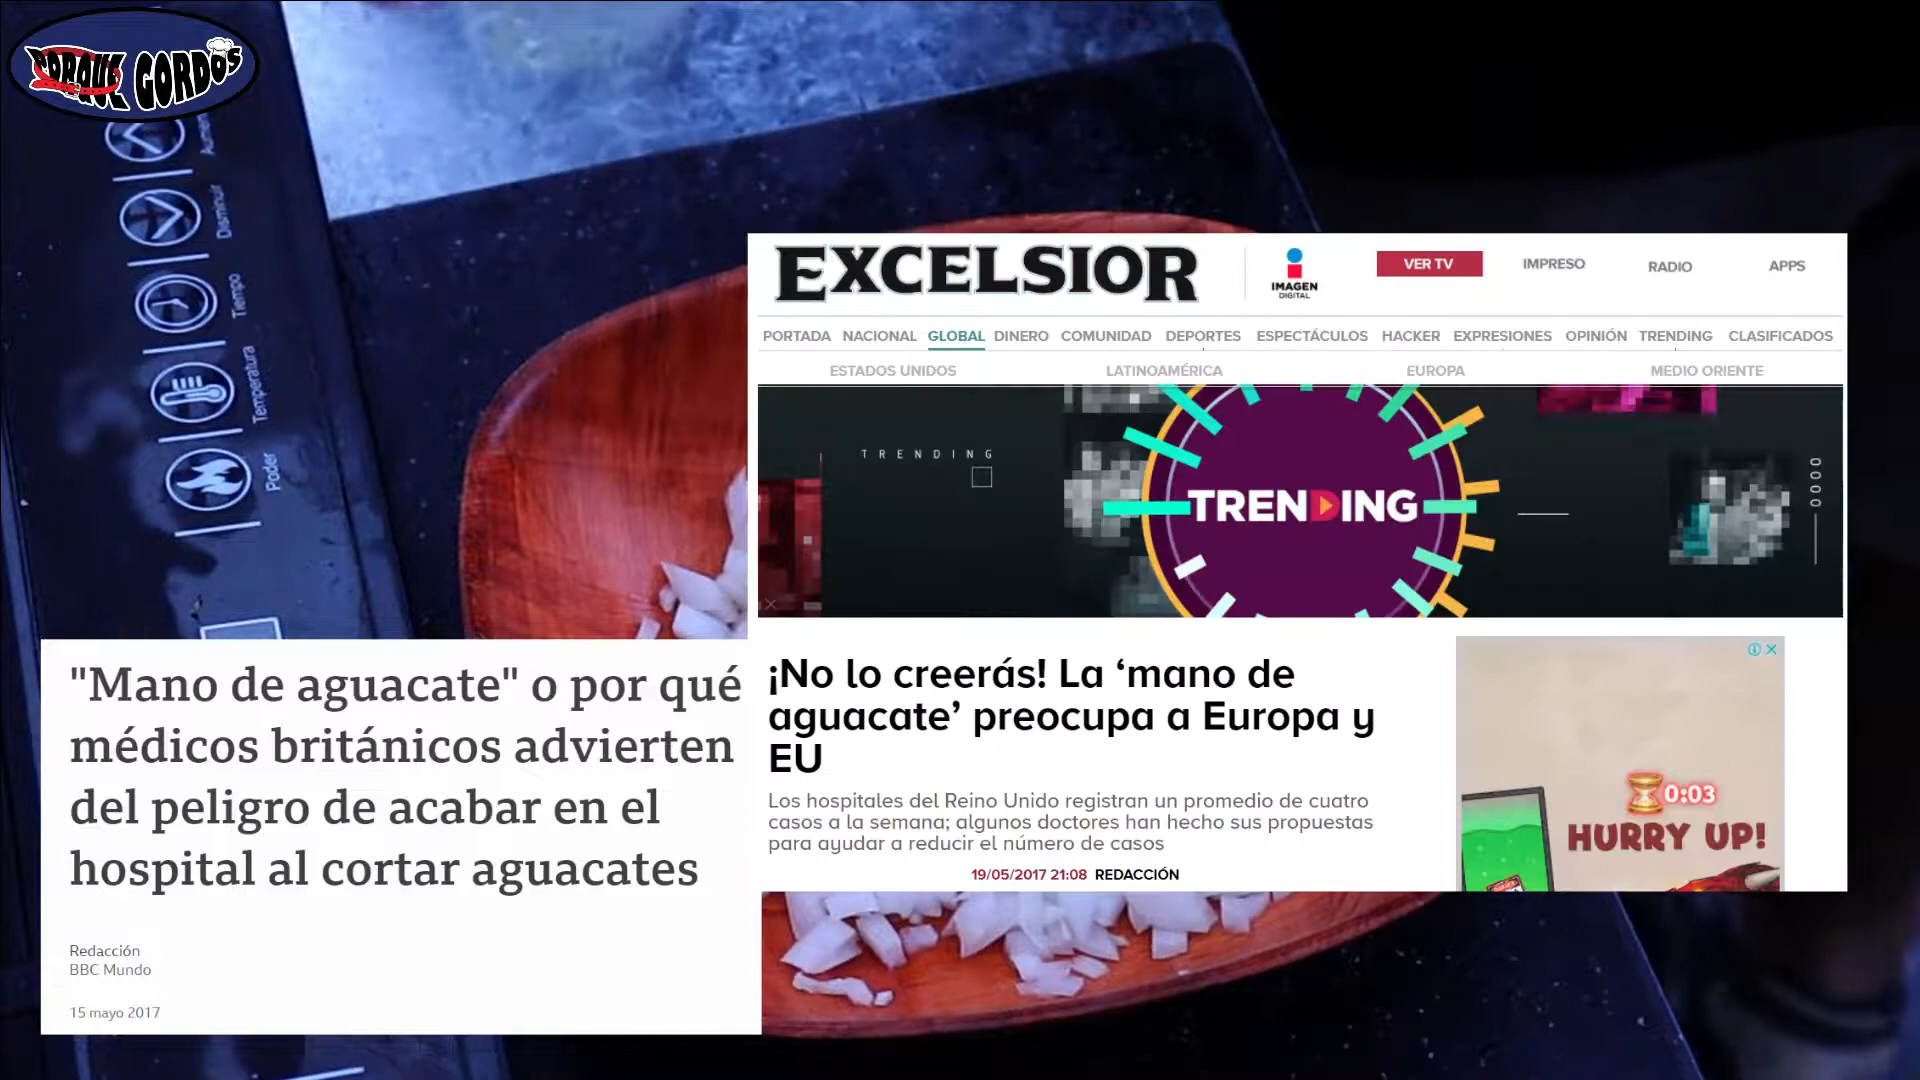 PORQUE GORDOS
Aumen
Disminuir
Tiempo
Temperatura
Poder
"Mano de aguacate" o por qué
médicos británicos advierten
del peligro de acabar en el
hospital al cortar aguacates
Redacción
BBC Mundo
15 mayo 2017
EXCELSIOR
IMAGEN
DIGITAL
VER TV
IMPRESO
RADIO
APPS
PORTADA NACIONAL GLOBAL DINERO COMUNIDAD DEPORTES ESPECTÁCULOS HACKER EXPRESIONES OPINIÓN TRENDING CLASIFICADOS
ESTADOS UNIDOS LATINOAMÉRICA EUROPA MEDIO ORIENTE
TRENDING
TRENDING
0000
¡No lo creerás! La ‘mano de
aguacate’ preocupa a Europa y
EU
Los hospitales del Reino Unido registran un promedio de cuatro
casos a la semana; algunos doctores han hecho sus propuestas
para ayudar a reducir el número de casos
19/05/2017 21:08 REDACCIÓN
0:03
HURRY UP!